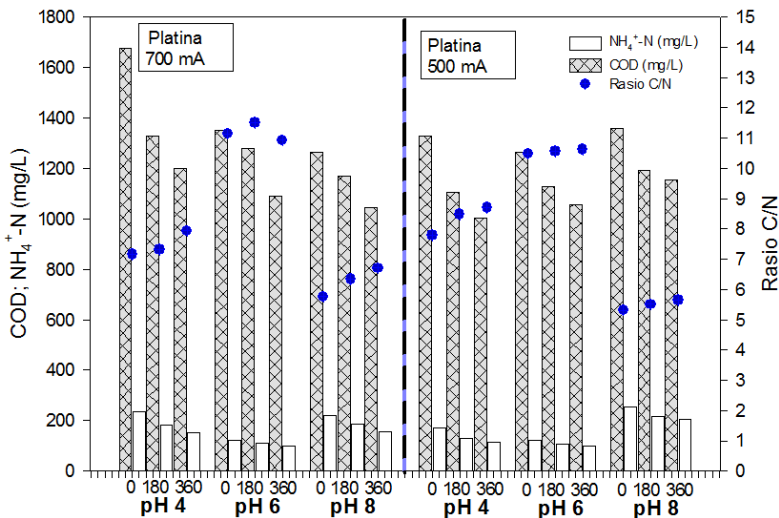 1800
1600
1400
1200
1000
800
600
400
200
0
COD; NH₄⁺-N (mg/L)
Platina
700 mA
Platina
500 mA
NH₄⁺-N (mg/L)
COD (mg/L)
Rasio C/N
15
14
13
12
11
10
9
8
7
6
5
4
3
2
1
0
Rasio C/N
0 180 360 0 180 360 0 180 360 0 180 360 0 180 360 0 180 360
pH 4 pH 6 pH 8 pH 4 pH 6 pH 8